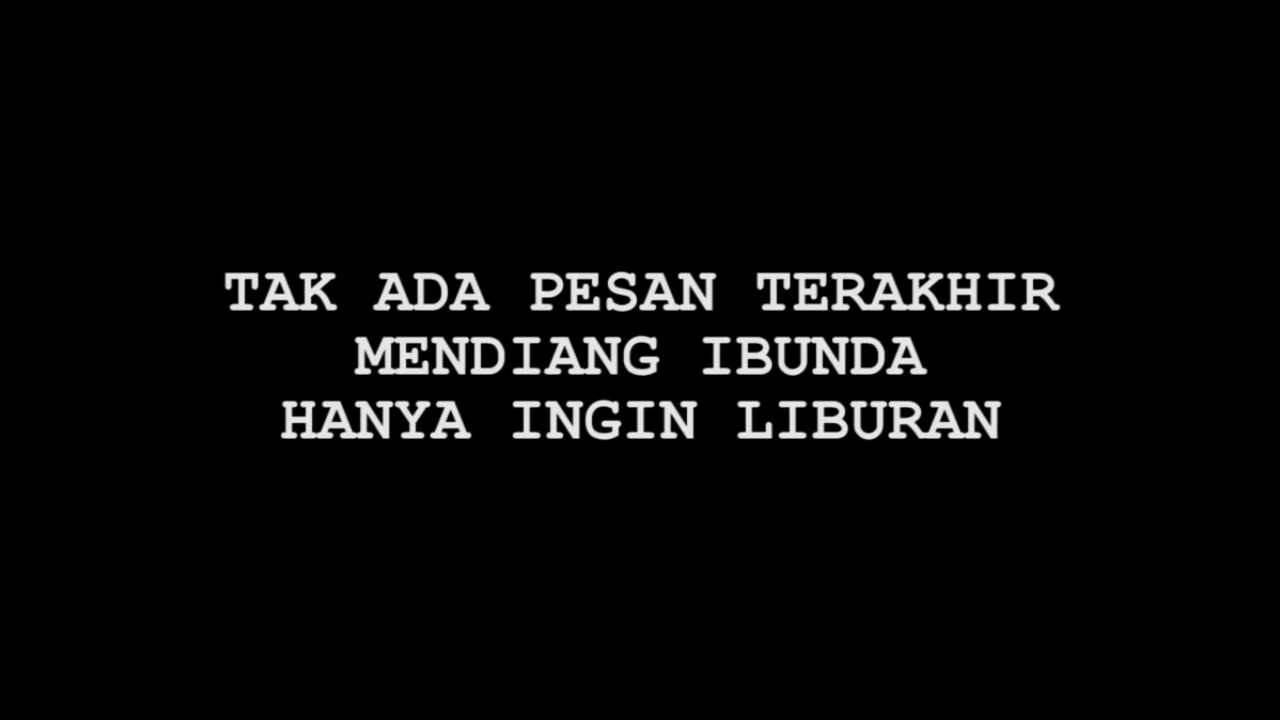 TAK ADA PESAN TERAKHIR
MENDIANG IBUNDA
HANYA INGIN LIBURAN